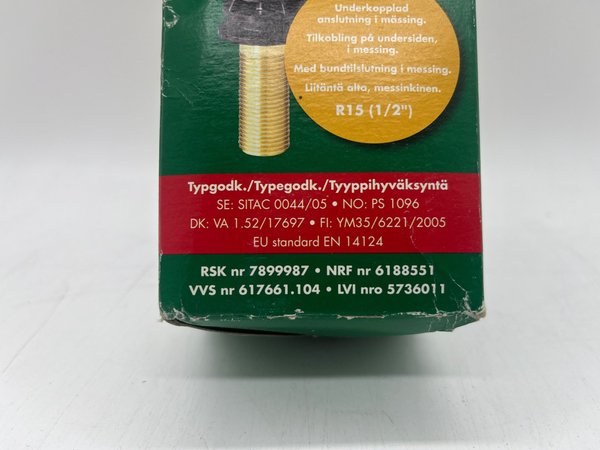 Underkopplad
anslutning i mässing.
Tilkobling på undersiden,
i messing.
Med bundtilslutning i messing.
Liitäntä alta, messinkinen.
R15 (1/2")
Typgodk./Typegodk./Tyyppihyväksyntä
SE: SITAC 0044/05 • NO: PS 1096
DK: VA 1.52/17697 • FI: YM35/6221/2005
EU standard EN 14124
RSK nr 7899987 • NRF nr 6188551
VVS nr 617661.104 • LVI nro 5736011